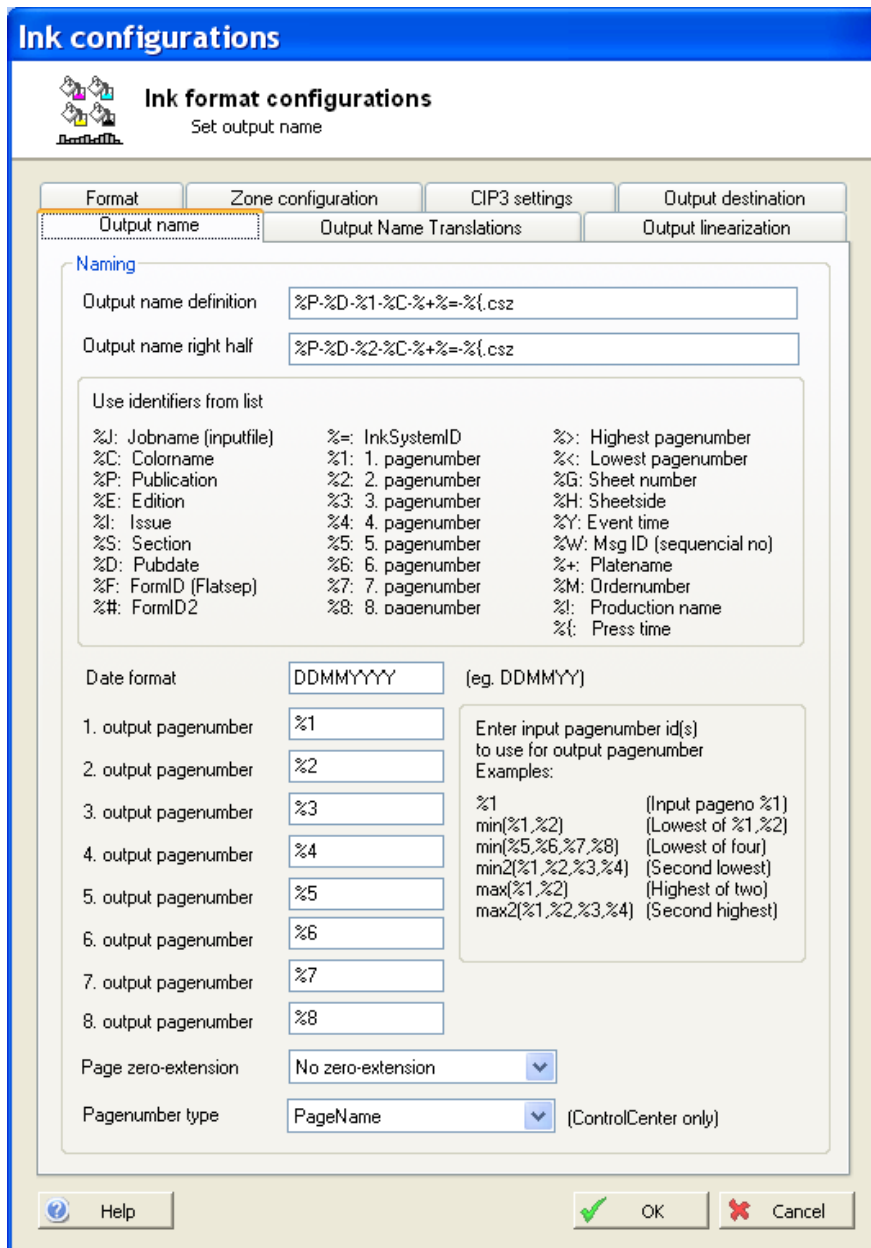 Ink configurations
Ink format configurations
Set output name
Format
Zone configuration
CIP3 settings
Output destination
Output name
Output Name Translations
Output linearization
Naming
Output name definition %P-%D-%1-%C-%+%=-%{.csz
Output name right half %P-%D-%2-%C-%+%=-%{.csz
Use identifiers from list
%J: Jobname (inputfile) %=: InkSystemID %>: Highest pagenumber
%C: Colorname %1: 1. pagenumber %<: Lowest pagenumber
%P: Publication %2: 2. pagenumber %G: Sheet number
%E: Edition %3: 3. pagenumber %H: Sheetside
%I: Issue %4: 4. pagenumber %Y: Event time
%S: Section %5: 5. pagenumber %W: Msg ID (sequencial no)
%D: Pubdate %6: 6. pagenumber %+: Platename
%F: FormID (Flatsep) %7: 7. pagenumber %M: Ordernumber
%#: FormID2 %8: 8. pagenumber %!: Production name
%{: Press time
Date format DDMMYYYY (eg. DDMMYY)
1. output pagenumber %1
2. output pagenumber %2
3. output pagenumber %3
4. output pagenumber %4
5. output pagenumber %5
6. output pagenumber %6
7. output pagenumber %7
8. output pagenumber %8
Enter input pagenumber id(s)
to use for output pagenumber
Examples:
%1 (Input pageno %1)
min(%1,%2) (Lowest of %1,%2)
min(%5,%6,%7,%8) (Lowest of four)
min2(%1,%2,%3,%4) (Second lowest)
max(%1,%2) (Highest of two)
max2(%1,%2,%3,%4) (Second highest)
Page zero-extension No zero-extension
Pagenumber type PageName (ControlCenter only)
Help
OK
Cancel